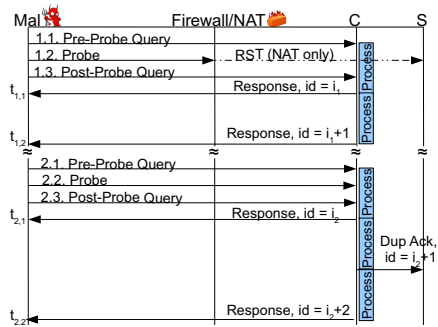 Mal Firewall/NAT C S
1.1. Pre-Probe Query
1.2. Probe
RST (NAT only)
1.3. Post-Probe Query
Process
t1,1
Response, id = i1
Process
t1,2
Response, id = i1+1
≈ ≈ ≈ ≈
2.1. Pre-Probe Query
2.2. Probe
Process
2.3. Post-Probe Query
t2,1
Response, id = i2
Process
Dup Ack,
id = i2+1
Process
t2,2
Response, id = i2+2